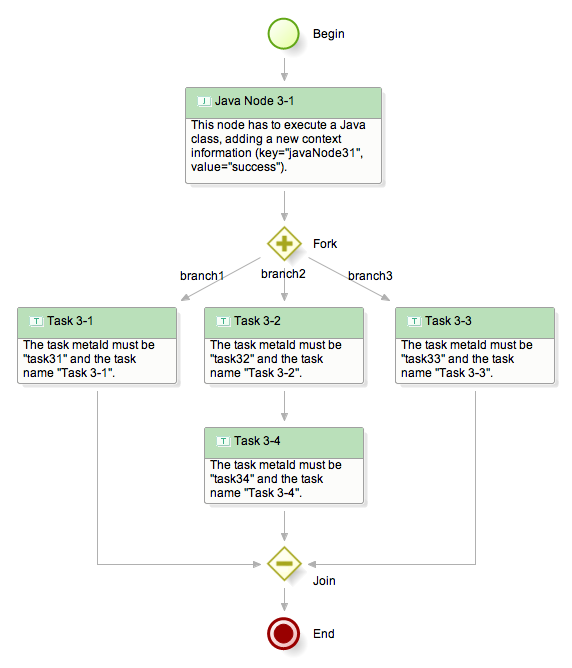 Begin
J Java Node 3-1
This node has to execute a Java
class, adding a new context
information (key="javaNode31",
value="success").
Fork
branch1
branch2
branch3
T Task 3-1
The task metaId must be
"task31" and the task
name "Task 3-1".
T Task 3-2
The task metaId must be
"task32" and the task
name "Task 3-2".
T Task 3-3
The task metaId must be
"task33" and the task
name "Task 3-3".
T Task 3-4
The task metaId must be
"task34" and the task
name "Task 3-4".
Join
End